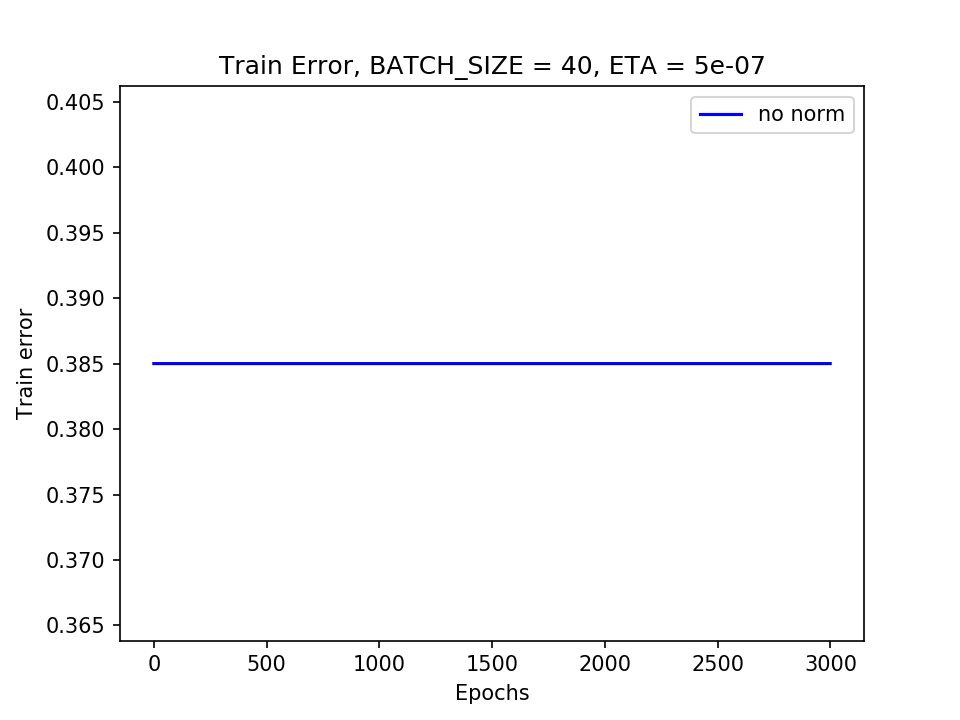 Train Error, BATCH_SIZE = 40, ETA = 5e-07
no norm
0.405
0.400
0.395
0.390
0.385
0.380
0.375
0.370
0.365
Train error
0 500 1000 1500 2000 2500 3000
Epochs